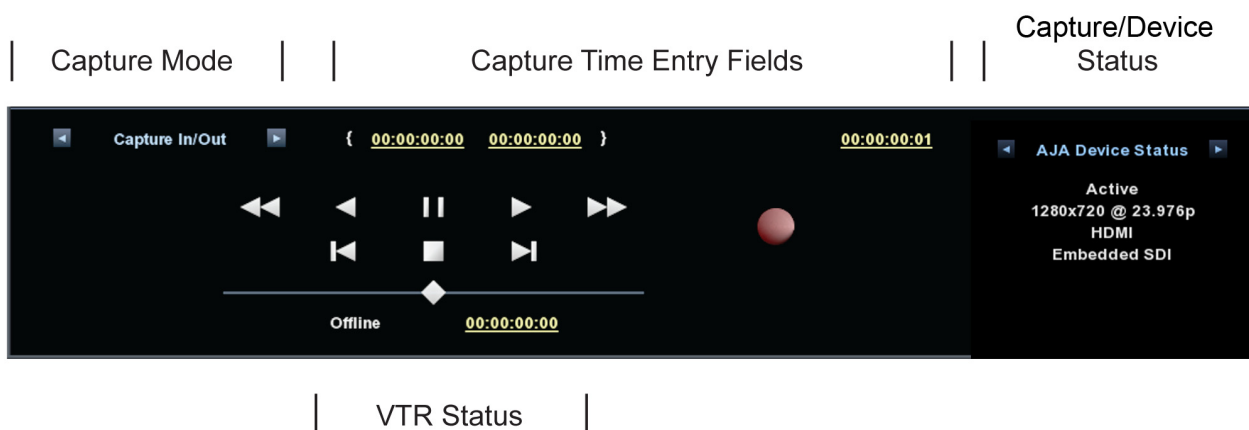 Capture Mode
Capture Time Entry Fields
Capture/Device
Status
Capture In/Out
{ 00:00:00:00 00:00:00:00 }
00:00:00:01
AJA Device Status
Active
1280x720 @ 23.976p
HDMI
Embedded SDI
Offline
00:00:00:00
VTR Status